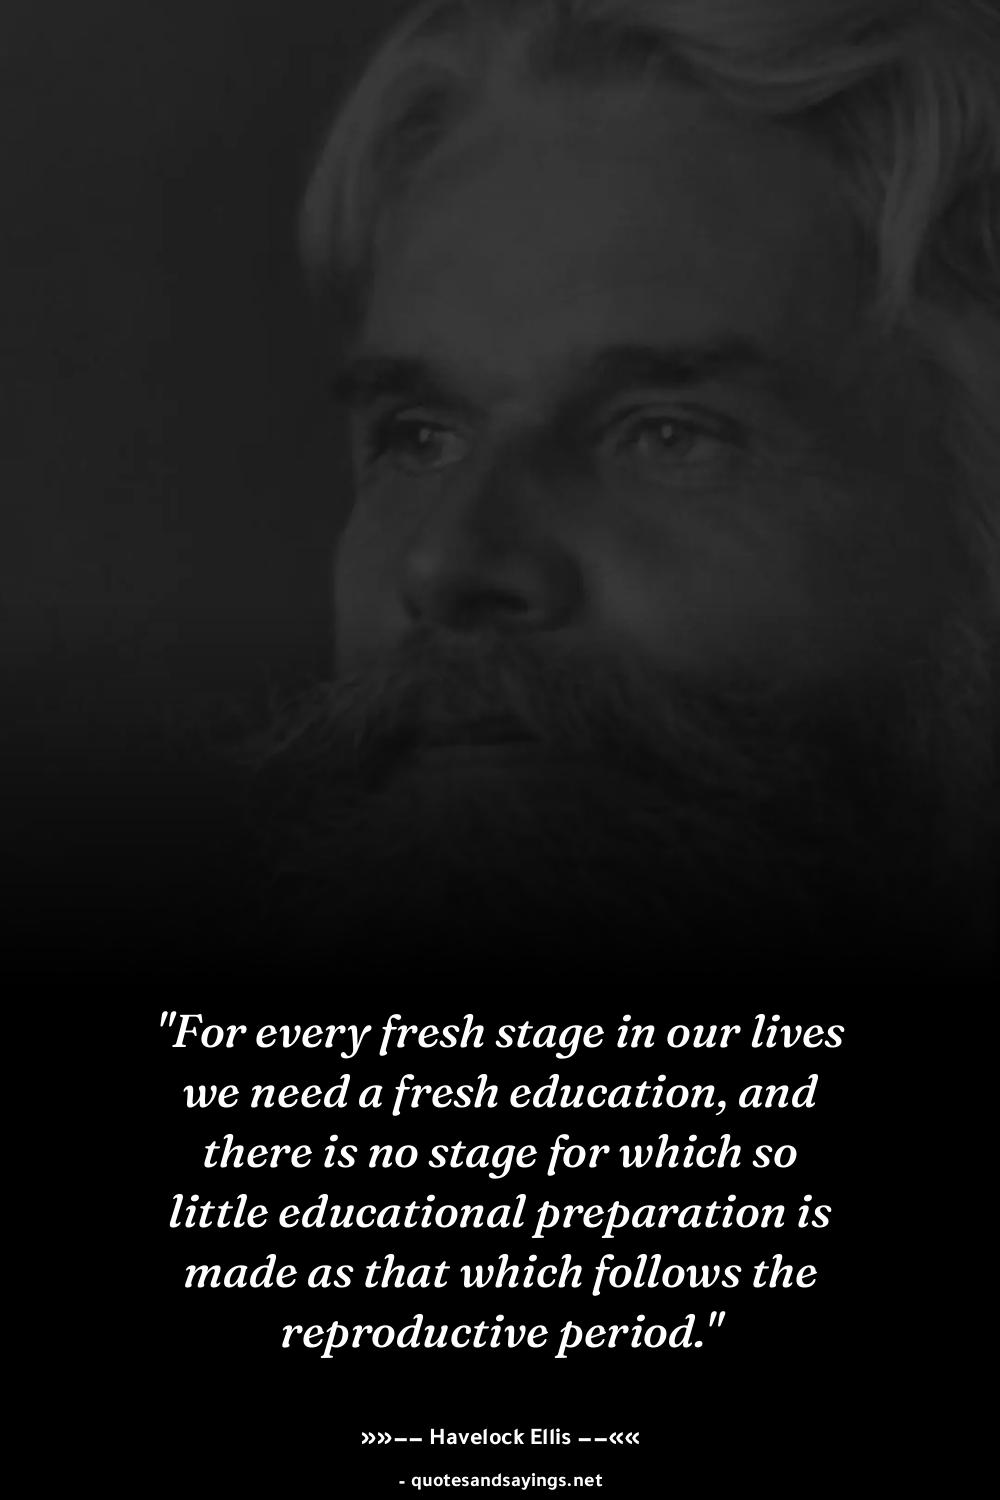 "For every fresh stage in our lives
we need a fresh education, and
there is no stage for which so
little educational preparation is
made as that which follows the
reproductive period."
»»–– Havelock Ellis ––««
- quotesandsayings.net